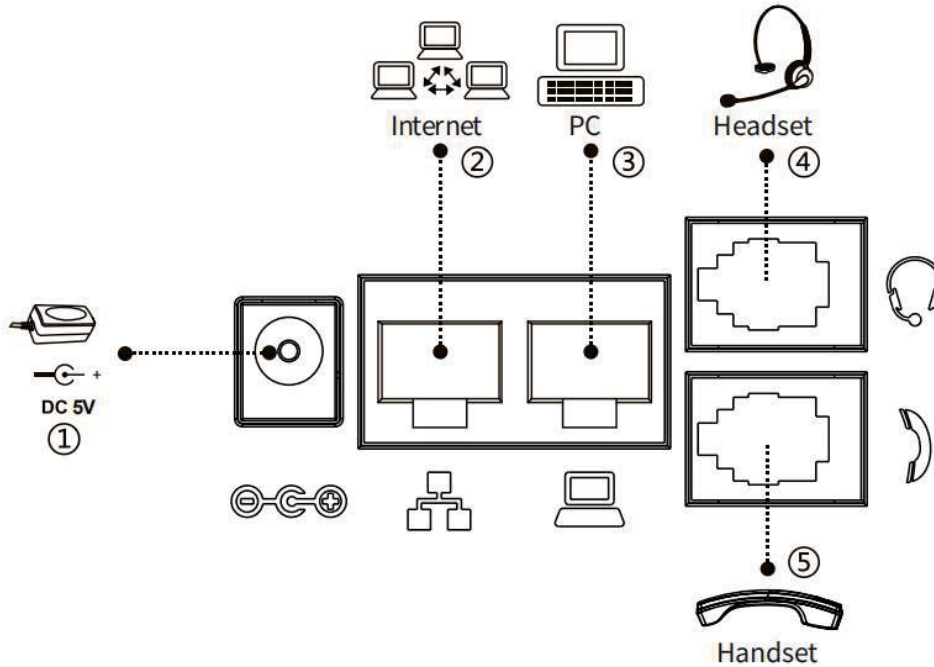 Internet
②
PC
③
Headset
④
+
DC 5V
①
⑤
Handset